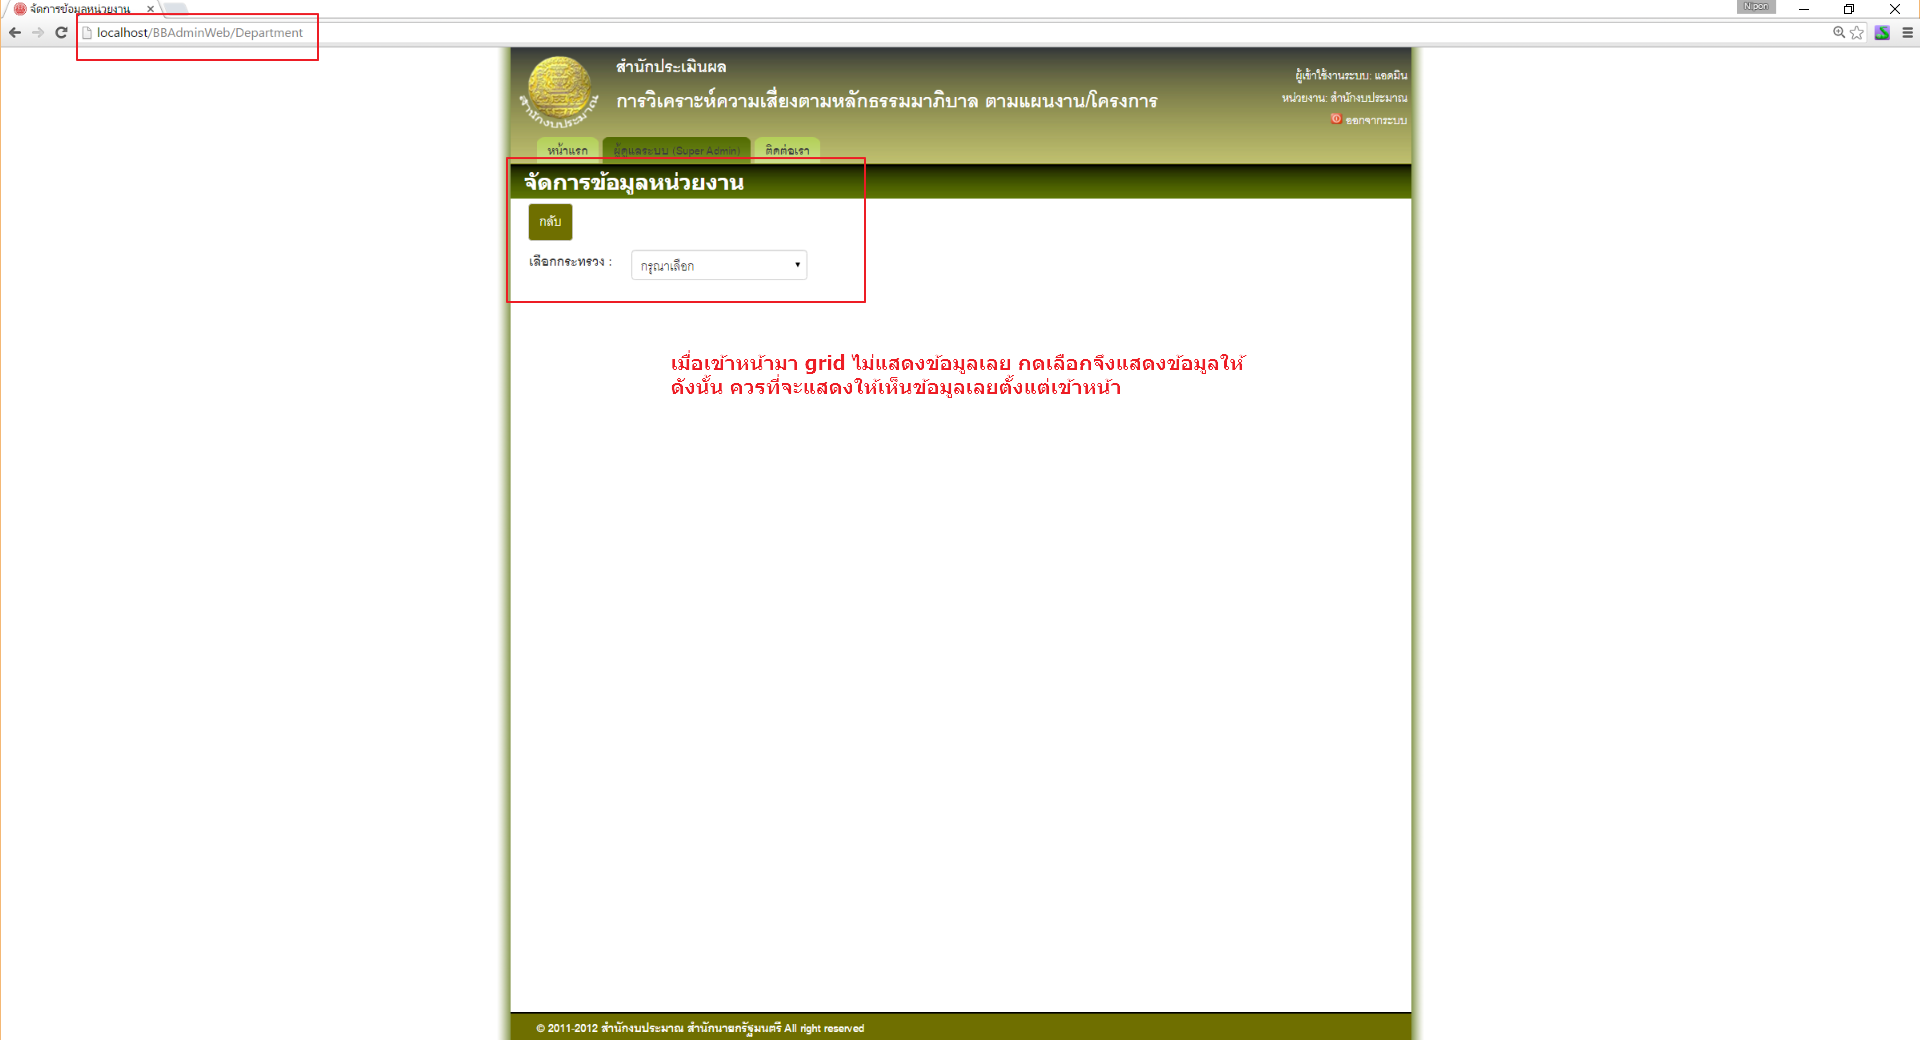 จัดการข้อมูลหน่วยงาน
Nipon
localhost/BBAdminWeb/Department
สำนักประเมินผล
การวิเคราะห์ความเสี่ยงตามหลักธรรมมาภิบาล ตามแผนงาน/โครงการ
ผู้เข้าใช้งานระบบ: แอดมิน
หน่วยงาน: สำนักงบประมาณ
ออกจากระบบ
สำนักงบประมาณ
หน้าแรก ผู้ดูแลระบบ (Super Admin) ติดต่อเรา
จัดการข้อมูลหน่วยงาน
กลับ
เลือกกระทรวง : กรุณาเลือก
เมื่อเข้าหน้ามา grid ไม่แสดงข้อมูลเลย กดเลือกจึงแสดงข้อมูลให้
ดังนั้น ควรที่จะแสดงให้เห็นข้อมูลเลยตั้งแต่เข้าหน้า
© 2011-2012 สำนักงบประมาณ สำนักนายกรัฐมนตรี All right reserved